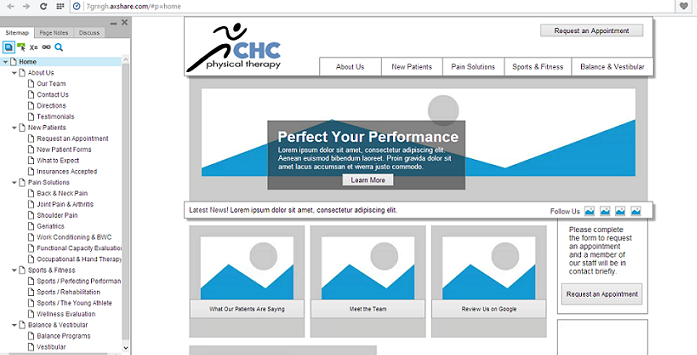 7gmigh.axshare.com/#p=home
Sitemap Page Notes Discuss
Home
About Us
Our Team
Contact Us
Directions
Testimonials
New Patients
Request an Appointment
New Patient Forms
What to Expect
Insurances Accepted
Pain Solutions
Back & Neck Pain
Joint Pain & Arthritis
Shoulder Pain
Geriatrics
Work Conditioning & BWC
Functional Capacity Evaluation
Occupational & Hand Therapy
Sports & Fitness
Sports / Perfecting Performan
Sports / Rehabilitation
Sports / The Young Athlete
Wellness Evaluation
Balance & Vestibular
Balance Programs
Vestibular
CHC
physical therapy
Request an Appointment
About Us New Patients Pain Solutions Sports & Fitness Balance & Vestibular
Perfect Your Performance
Lorem ipsum dolor sit amet, consectetur adipiscing elit.
Aenean euismod bibendum laoreet. Proin gravida dolor sit
amet lacus accumsan et viverra justo commodo.
Learn More
Latest News! Lorem ipsum dolor sit amet, consectetur adipiscing elit.
Follow Us
What Our Patients Are Saying
Meet the Team
Review Us on Google
Please complete
the form to request
an appointment
and a member of
our staff will be in
contact briefly.
Request an Appointment